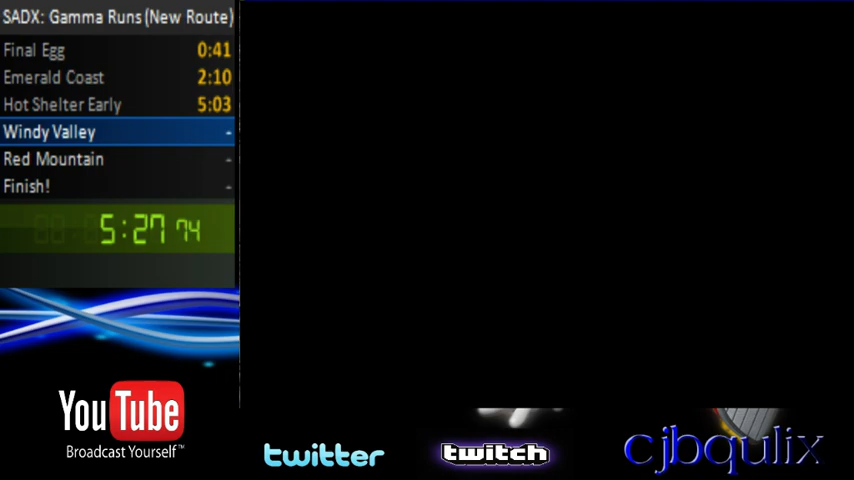 SADX: Gamma Runs (New Route)
Final Egg 0:41
Emerald Coast 2:10
Hot Shelter Early 5:03
Windy Valley -
Red Mountain -
Finish! -
5:27 74
YouTube
Broadcast Yourself™
twitter
twitch
cjbqulix